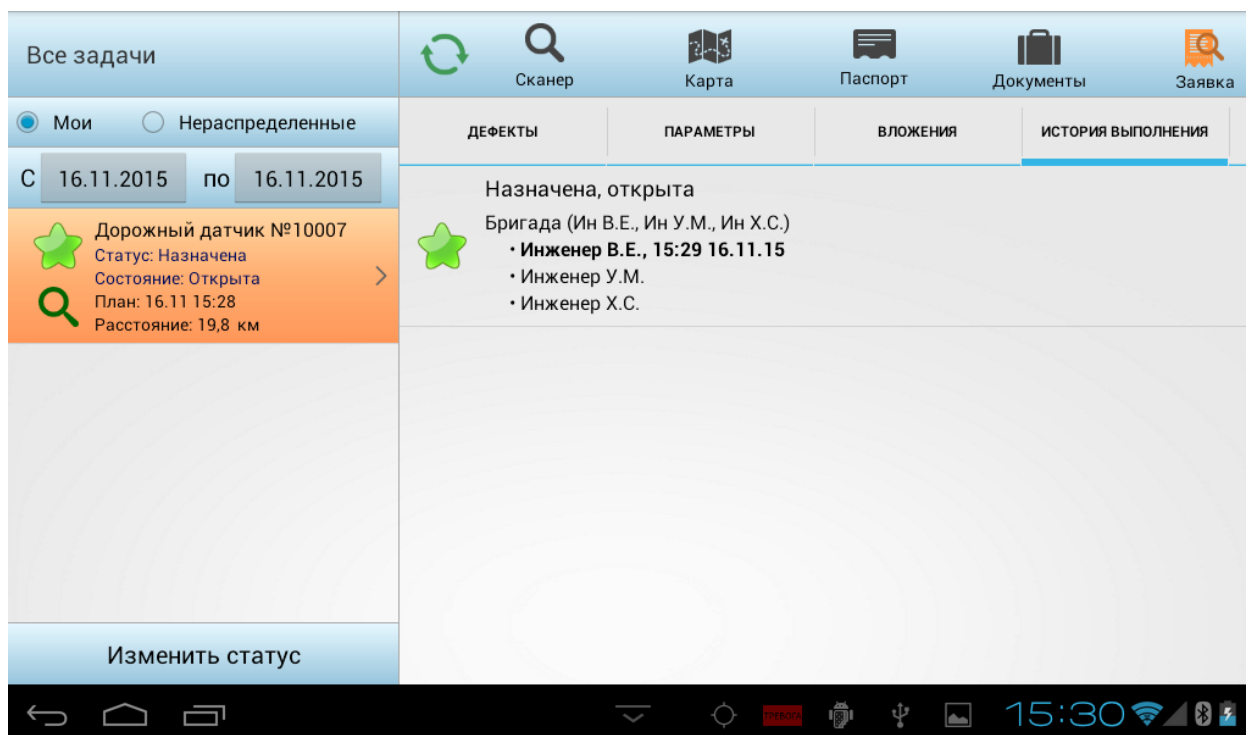 Все задачи
Сканер
Карта
Паспорт
Документы
Заявка
Мои
Нераспределенные
С 16.11.2015 по 16.11.2015
Дорожный датчик №10007
Статус: Назначена
Состояние: Открыта
План: 16.11 15:28
Расстояние: 19,8 км
Изменить статус
ДЕФЕКТЫ
ПАРАМЕТРЫ
ВЛОЖЕНИЯ
ИСТОРИЯ ВЫПОЛНЕНИЯ
Назначена, открыта
Бригада (Ин В.Е., Ин У.М., Ин Х.С.)
• Инженер В.Е., 15:29 16.11.15
• Инженер У.М.
• Инженер Х.С.
ТРЕВОГА
15:30